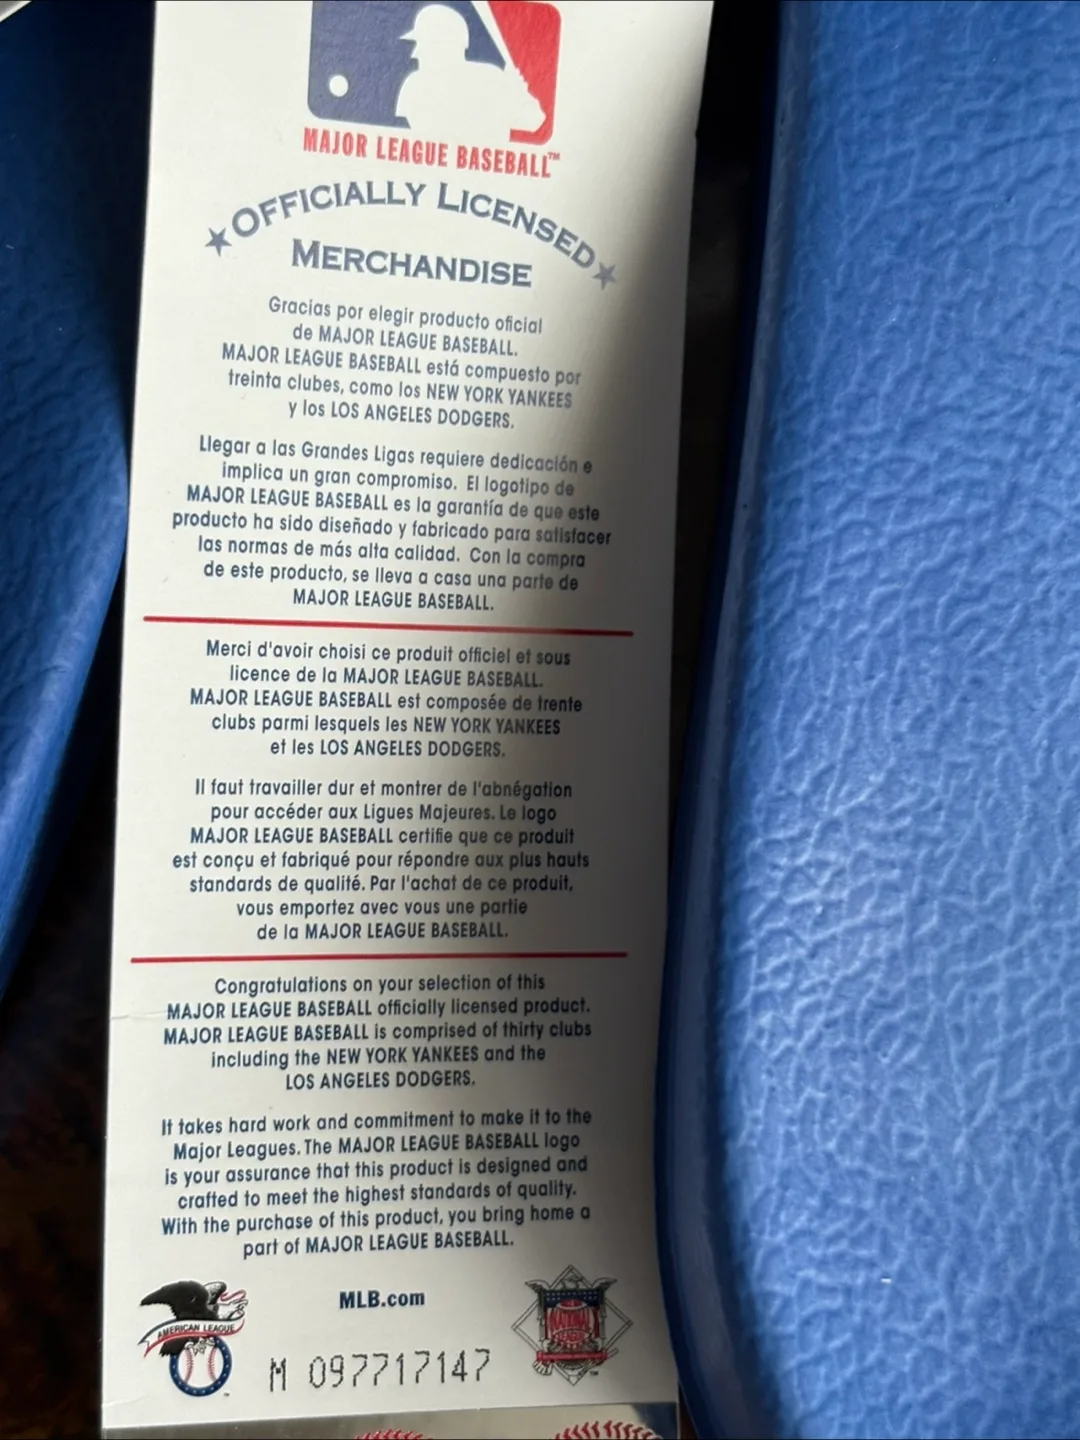 MAJOR LEAGUE BASEBALL™
★OFFICIALLY LICENSED★
MERCHANDISE
Gracias por elegir producto oficial
de MAJOR LEAGUE BASEBALL.
MAJOR LEAGUE BASEBALL está compuesto por
treinta clubes, como los NEW YORK YANKEES
y los LOS ANGELES DODGERS.
Llegar a las Grandes Ligas requiere dedicación e
implica un gran compromiso. El logotipo de
MAJOR LEAGUE BASEBALL es la garantía de que este
producto ha sido diseñado y fabricado para satisfacer
las normas de más alta calidad. Con la compra
de este producto, se lleva a casa una parte de
MAJOR LEAGUE BASEBALL.
Merci d'avoir choisi ce produit officiel et sous
licence de la MAJOR LEAGUE BASEBALL.
MAJOR LEAGUE BASEBALL est composée de trente
clubs parmi lesquels les NEW YORK YANKEES
et les LOS ANGELES DODGERS.
Il faut travailler dur et montrer de l'abnégation
pour accéder aux Ligues Majeures. Le logo
MAJOR LEAGUE BASEBALL certifie que ce produit
est conçu et fabriqué pour répondre aux plus hauts
standards de qualité. Par l'achat de ce produit,
vous emportez avec vous une partie
de la MAJOR LEAGUE BASEBALL.
Congratulations on your selection of this
MAJOR LEAGUE BASEBALL officially licensed product.
MAJOR LEAGUE BASEBALL is comprised of thirty clubs
including the NEW YORK YANKEES and the
LOS ANGELES DODGERS.
It takes hard work and commitment to make it to the
Major Leagues. The MAJOR LEAGUE BASEBALL logo
is your assurance that this product is designed and
crafted to meet the highest standards of quality.
With the purchase of this product, you bring home a
part of MAJOR LEAGUE BASEBALL.
MLB.com
AMERICAN LEAGUE
NATIONAL
LEAGUE
M 097717147